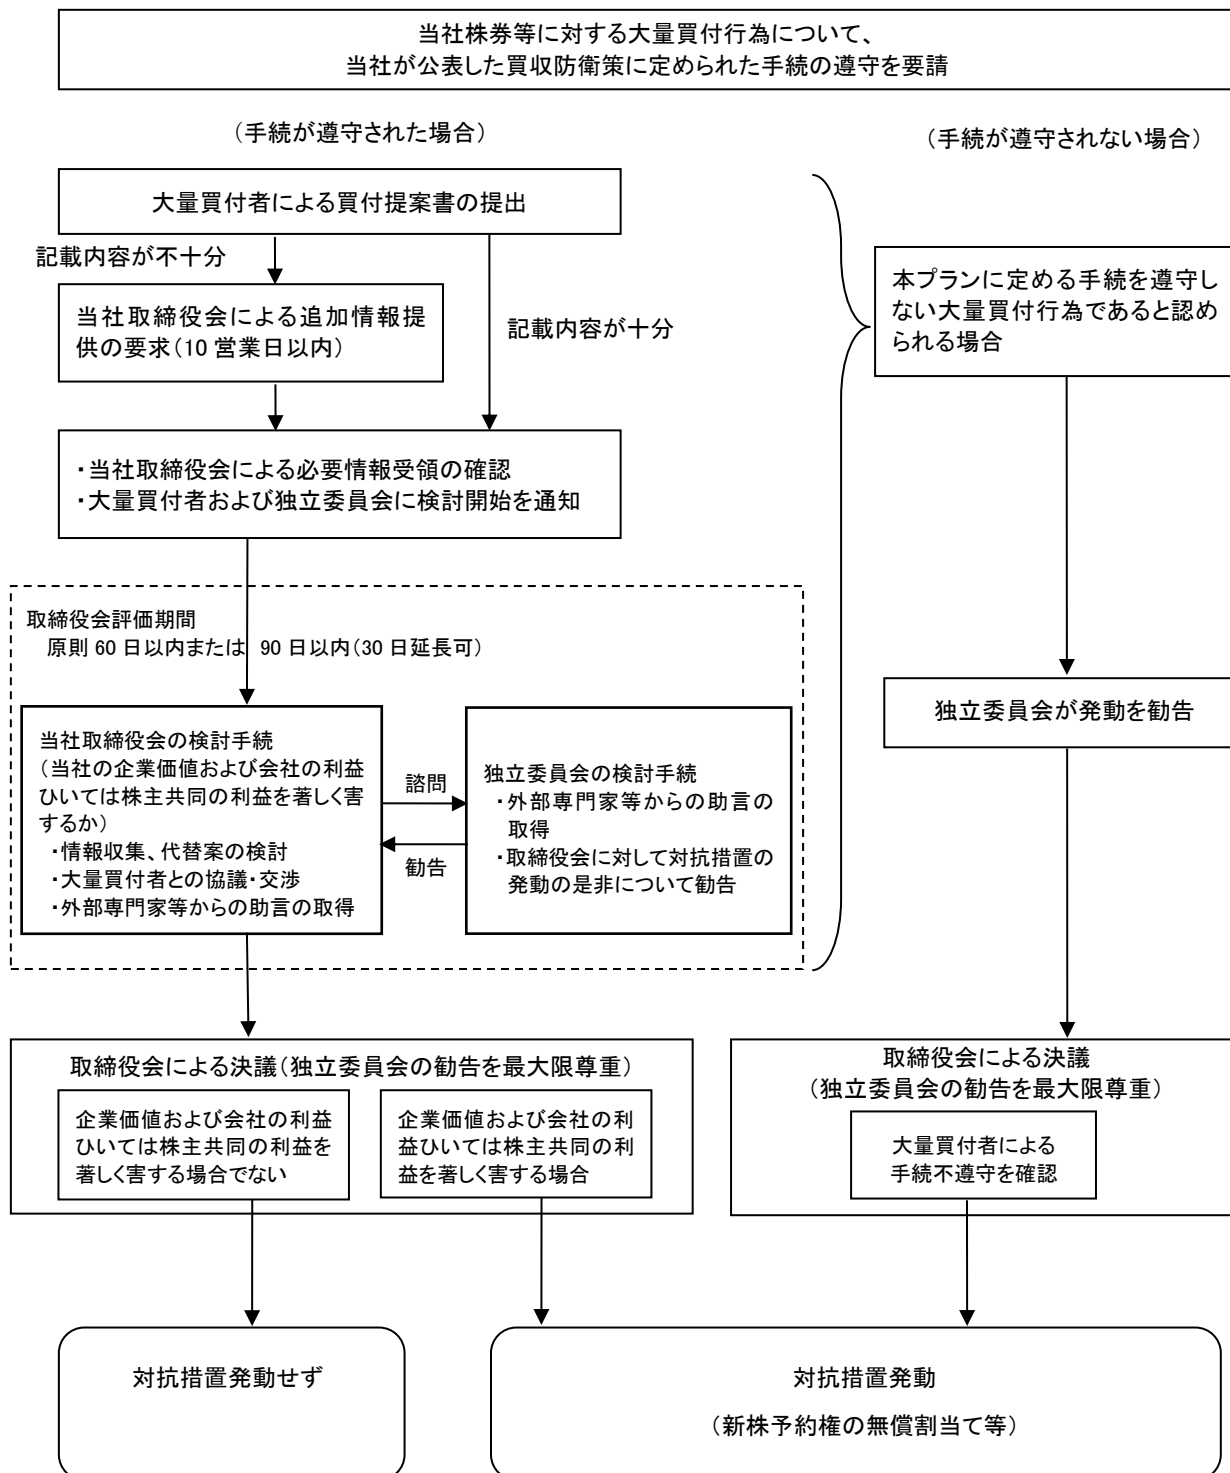 当社株券等に対する大量買付行為について、
当社が公表した買収防衛策に定められた手続の遵守を要請
（手続が遵守された場合）
（手続が遵守されない場合）
大量買付者による買付提案書の提出
記載内容が不十分
当社取締役会による追加情報提
供の要求（10 営業日以内）
記載内容が十分
本プランに定める手続を遵守し
ない大量買付行為であると認め
られる場合
・当社取締役会による必要情報受領の確認
・大量買付者および独立委員会に検討開始を通知
取締役会評価期間
原則 60 日以内または 90 日以内（30 日延長可）
当社取締役会の検討手続
（当社の企業価値および会社の利益
ひいては株主共同の利益を著しく害
するか）
・情報収集、代替案の検討
・大量買付者との協議・交渉
・外部専門家等からの助言の取得
諮問
勧告
独立委員会の検討手続
・外部専門家等からの助言の
取得
・取締役会に対して対抗措置の
発動の是非について勧告
独立委員会が発動を勧告
取締役会による決議（独立委員会の勧告を最大限尊重）
企業価値および会社の利益
ひいては株主共同の利益を
著しく害する場合でない
企業価値および会社の利
益ひいては株主共同の利
益を著しく害する場合
取締役会による決議
（独立委員会の勧告を最大限尊重）
大量買付者による
手続不遵守を確認
対抗措置発動せず
対抗措置発動
（新株予約権の無償割当て等）